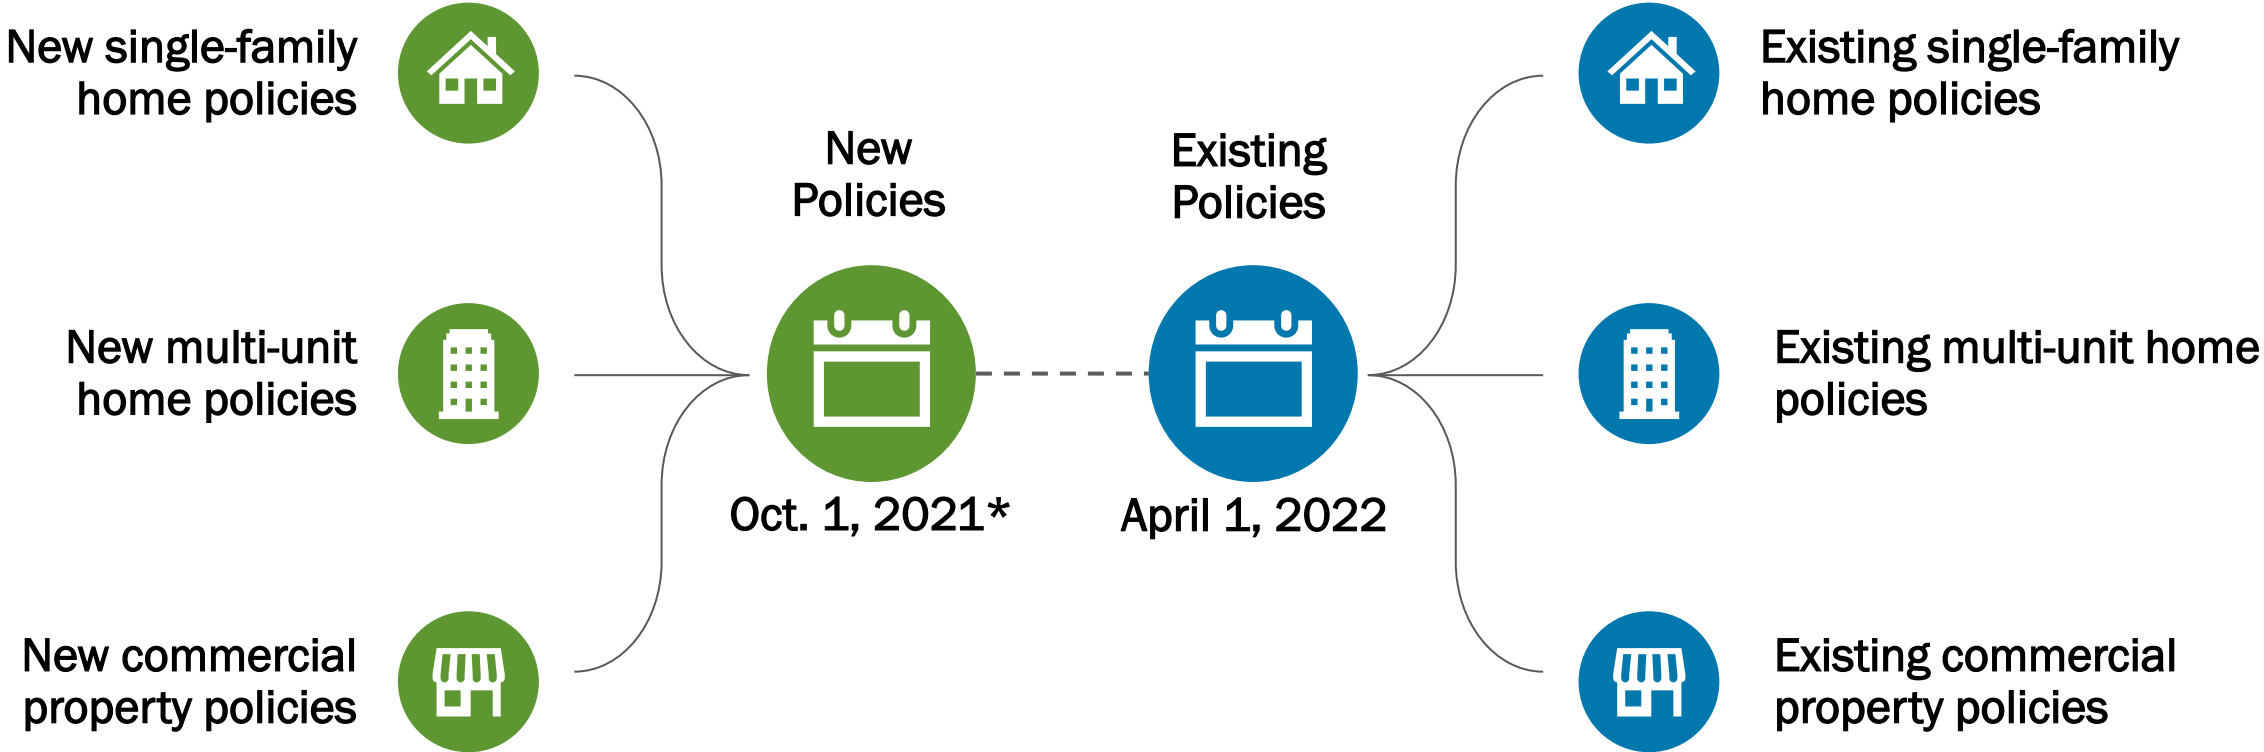 New single-family
home policies
New multi-unit
home policies
New commercial
property policies
New
Policies
Oct. 1, 2021*
Existing
Policies
April 1, 2022
Existing single-family
home policies
Existing multi-unit home
policies
Existing commercial
property policies